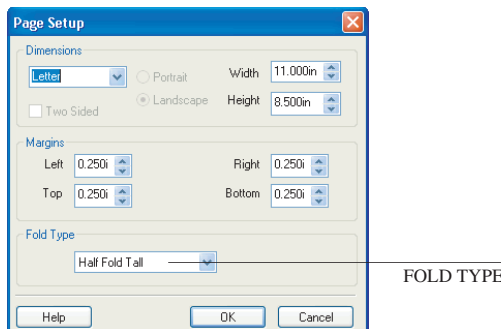 Page Setup
Dimensions
Letter
Portrait
Landscape
Two Sided
Width 11.000in
Height 8.500in
Margins
Left 0.250i Right 0.250i
Top 0.250i Bottom 0.250i
Fold Type
Half Fold Tall
FOLD TYPE
Help OK Cancel